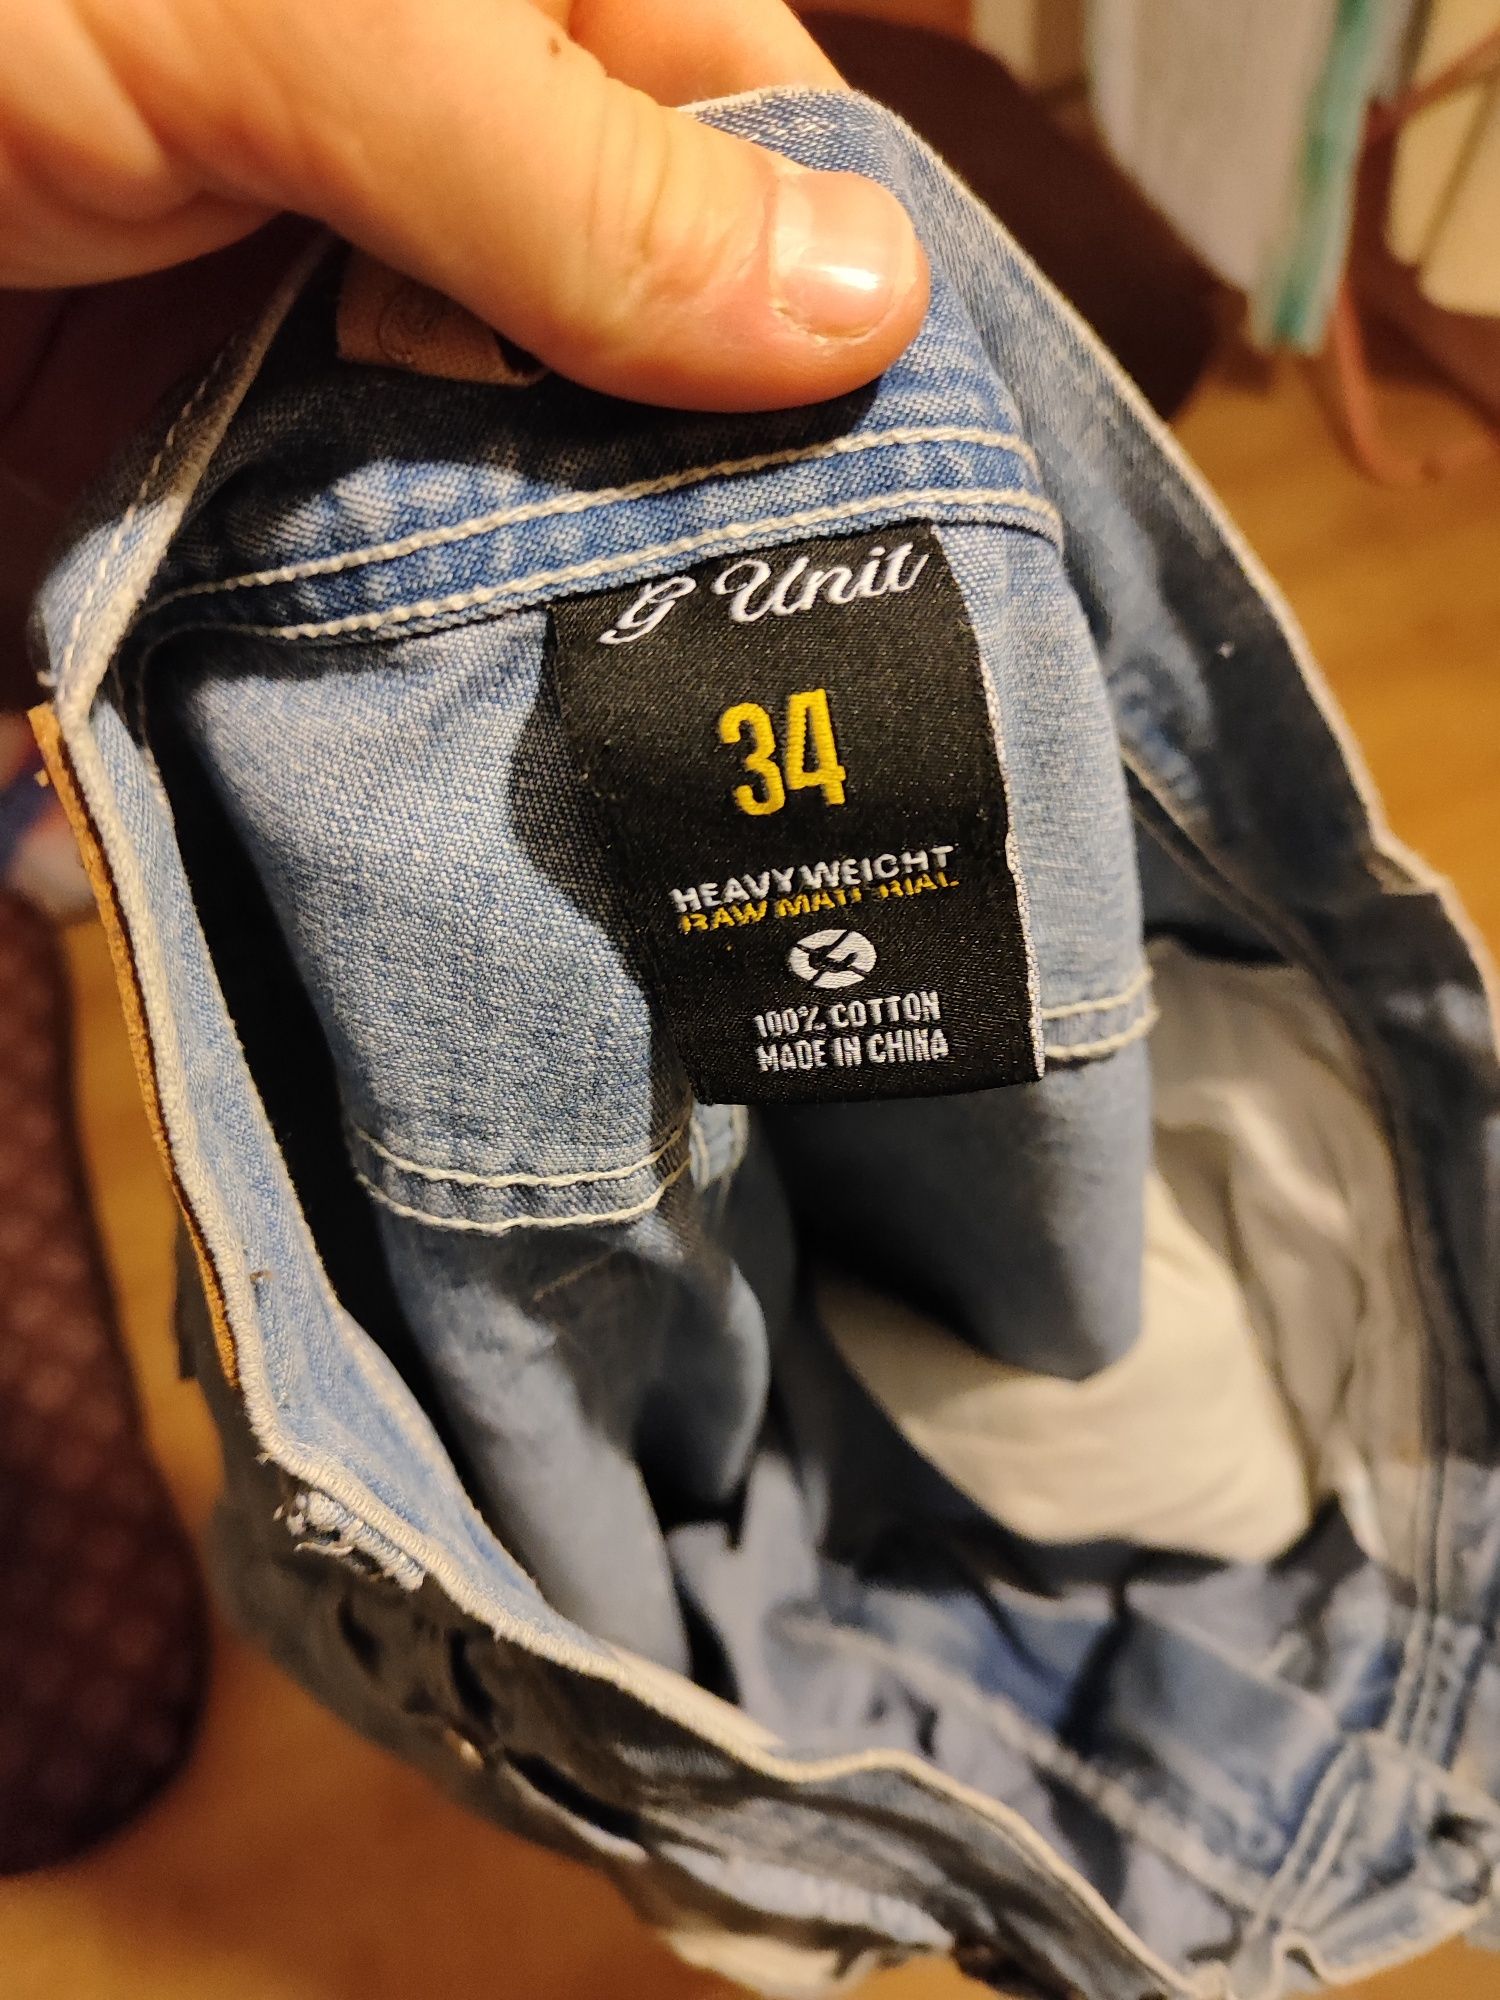 G Unit
34
HEAVYWEIGHT
RAW MATERIAL
100% COTTON
MADE IN CHINA